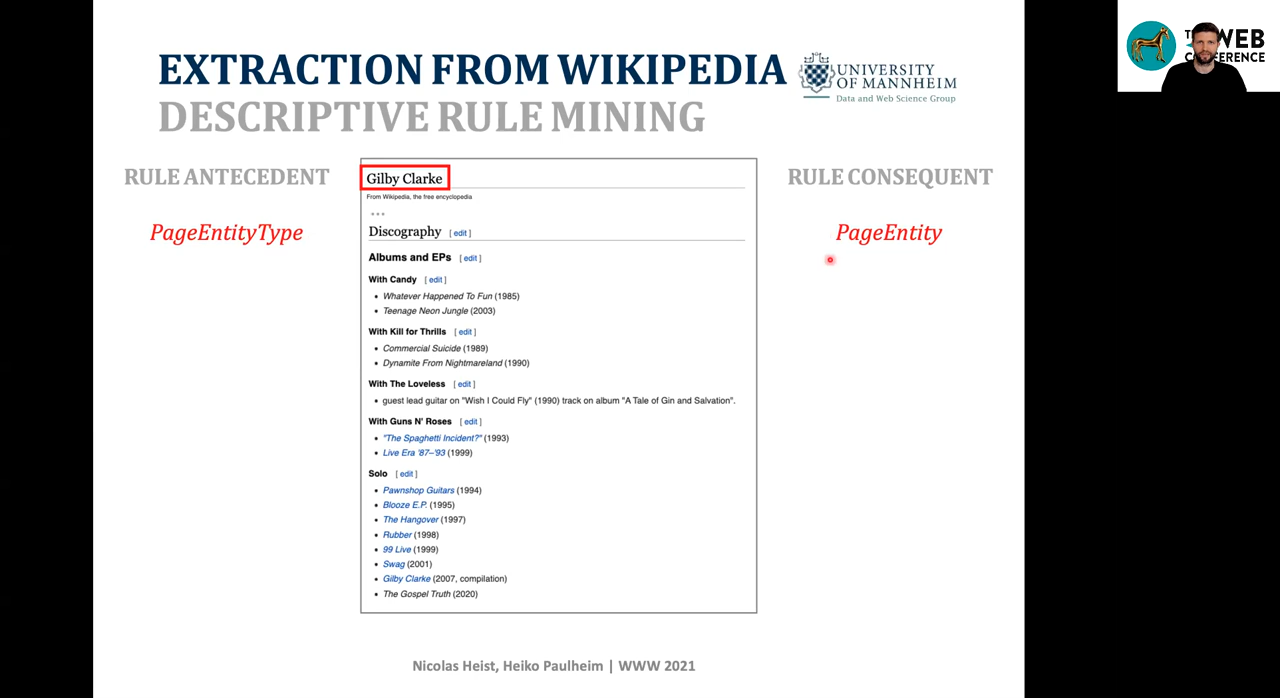 EXTRACTION FROM WIKIPEDIA
DESCRIPTIVE RULE MINING
UNIVERSITY
OF MANNHEIM
Data and Web Science Group
WEB
CONFERENCE
RULE ANTECEDENT
PageEntityType
RULE CONSEQUENT
PageEntity
Gilby Clarke
From Wikipedia, the free encyclopedia
Discography [ edit ]
Albums and EPs [ edit ]
With Candy [ edit ]
• Whatever Happened To Fun (1985)
• Teenage Neon Jungle (2003)
With Kill for Thrills [ edit ]
• Commercial Suicide (1989)
• Dynamite From Nightmareland (1990)
With The Loveless [ edit ]
• guest lead guitar on "Wish I Could Fly" (1990) track on album "A Tale of Gin and Salvation".
With Guns N' Roses [ edit ]
• "The Spaghetti Incident?" (1993)
• Live Era '87–'93 (1999)
Solo [ edit ]
• Pawnshop Guitars (1994)
• Blooze E.P. (1995)
• The Hangover (1997)
• Rubber (1998)
• 99 Live (1999)
• Swag (2001)
• Gilby Clarke (2007, compilation)
• The Gospel Truth (2020)
Nicolas Heist, Heiko Paulheim | WWW 2021